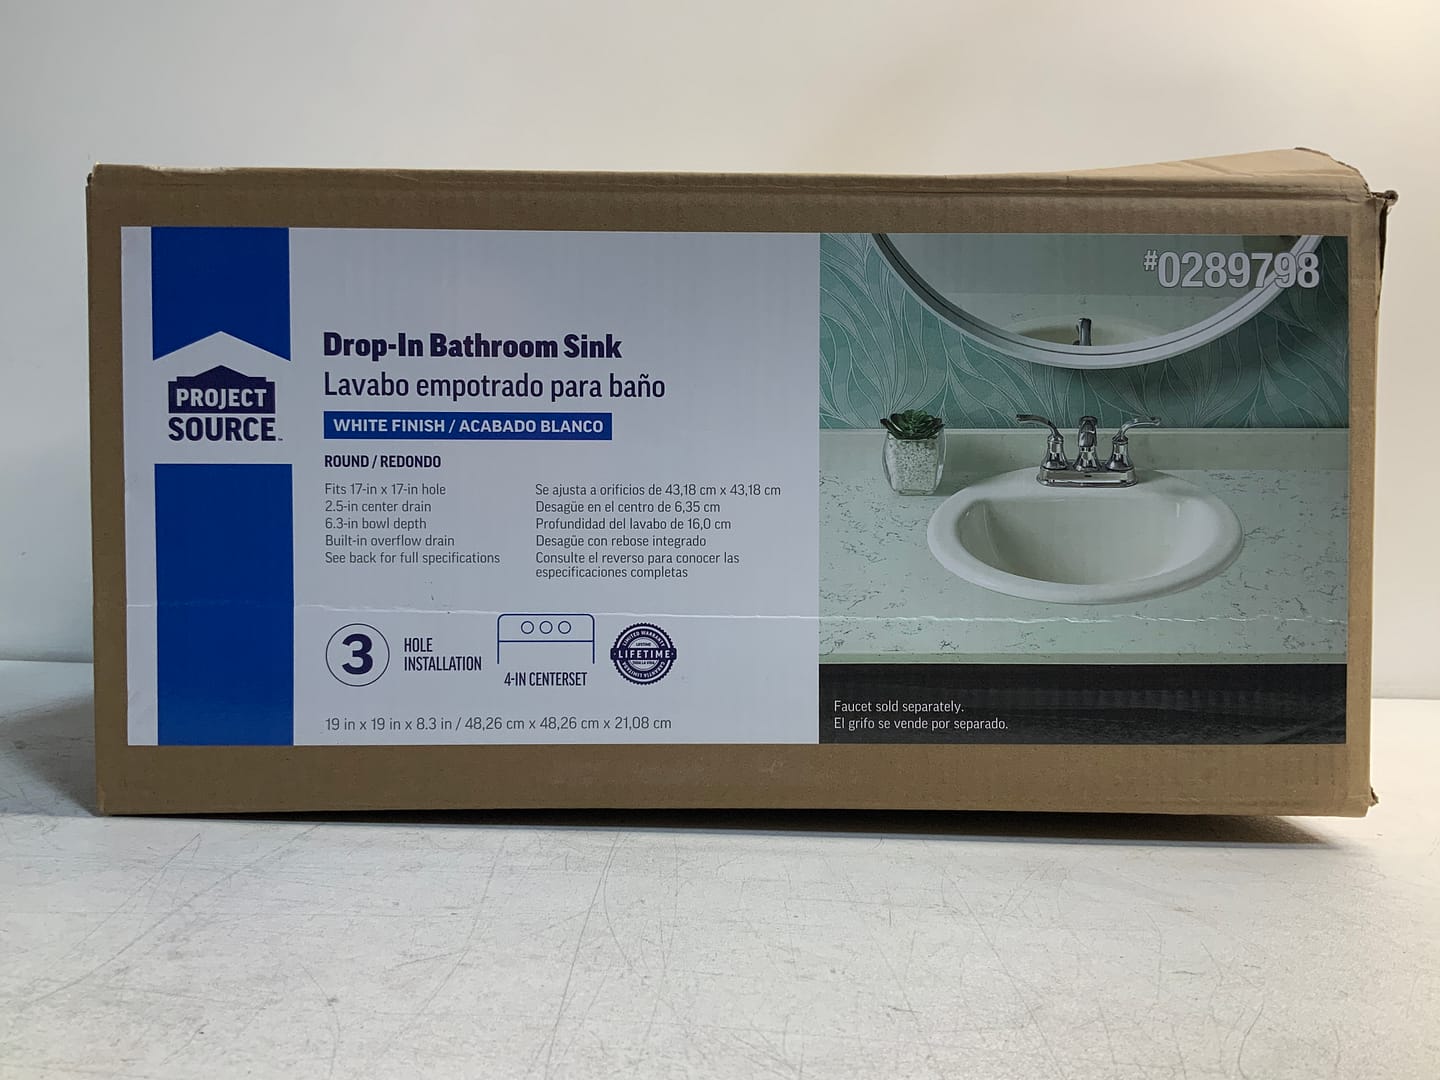 #0289798
Drop-In Bathroom Sink
Lavabo empotrado para baño
PROJECT
SOURCE™
WHITE FINISH / ACABADO BLANCO
ROUND / REDONDO
Fits 17-in x 17-in hole
2.5-in center drain
6.3-in bowl depth
Built-in overflow drain
See back for full specifications
Se ajusta a orificios de 43,18 cm x 43,18 cm
Desagüe en el centro de 6,35 cm
Profundidad del lavabo de 16,0 cm
Desagüe con rebose integrado
Consulte el reverso para conocer las
especificaciones completas
3
HOLE
INSTALLATION
4-IN CENTERSET
LIMITED WARRANTY
LIFETIME
LIFETIME
19 in x 19 in x 8.3 in / 48,26 cm x 48,26 cm x 21,08 cm
Faucet sold separately.
El grifo se vende por separado.